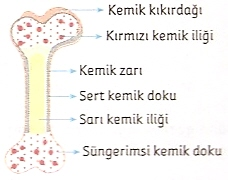 Kemik kıkırdağı
Kırmızı kemik iliği
Kemik zarı
Sert kemik doku
Sarı kemik iliği
Süngerimsi kemik doku